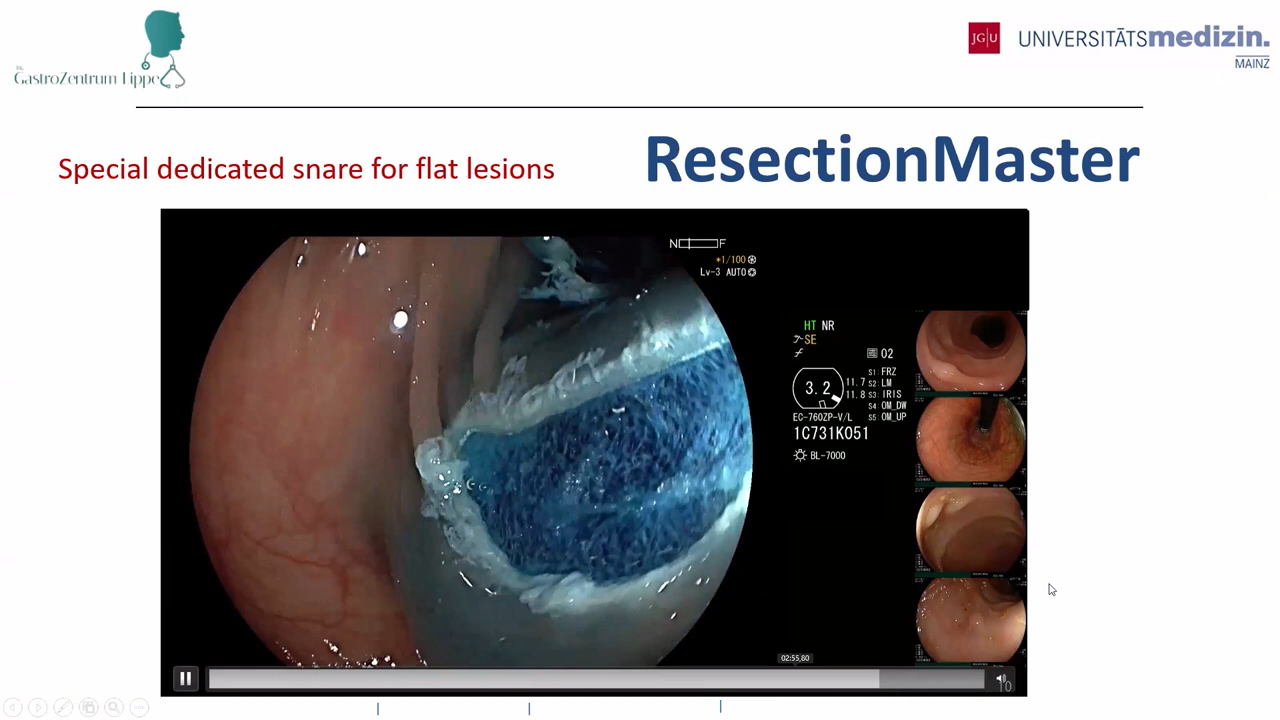 GastroZentrum Lippe
JG|U UNIVERSITÄTSmedizin.
MAINZ
Special dedicated snare for flat lesions
ResectionMaster
N F
*1/100
Lv-3 AUTO
HT NR
SE
02
3.2
11.7
11.8
S1: FRZ
S2: LM
S3: IRIS
S4: OM_DW
S5: OM_UP
EC-760ZP-V/L
1C731K051
BL-7000
02:55,80
10